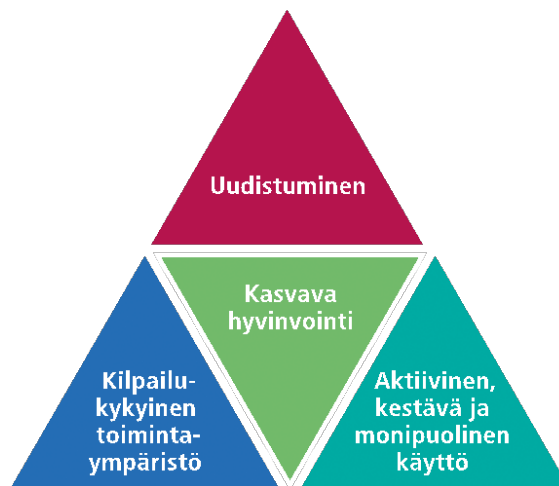 Uudistuminen
Kasvava
hyvinvointi
Kilpailu-
kykyinen
toiminta-
ympäristö
Aktiivinen,
kestävä ja
monipuolinen
käyttö